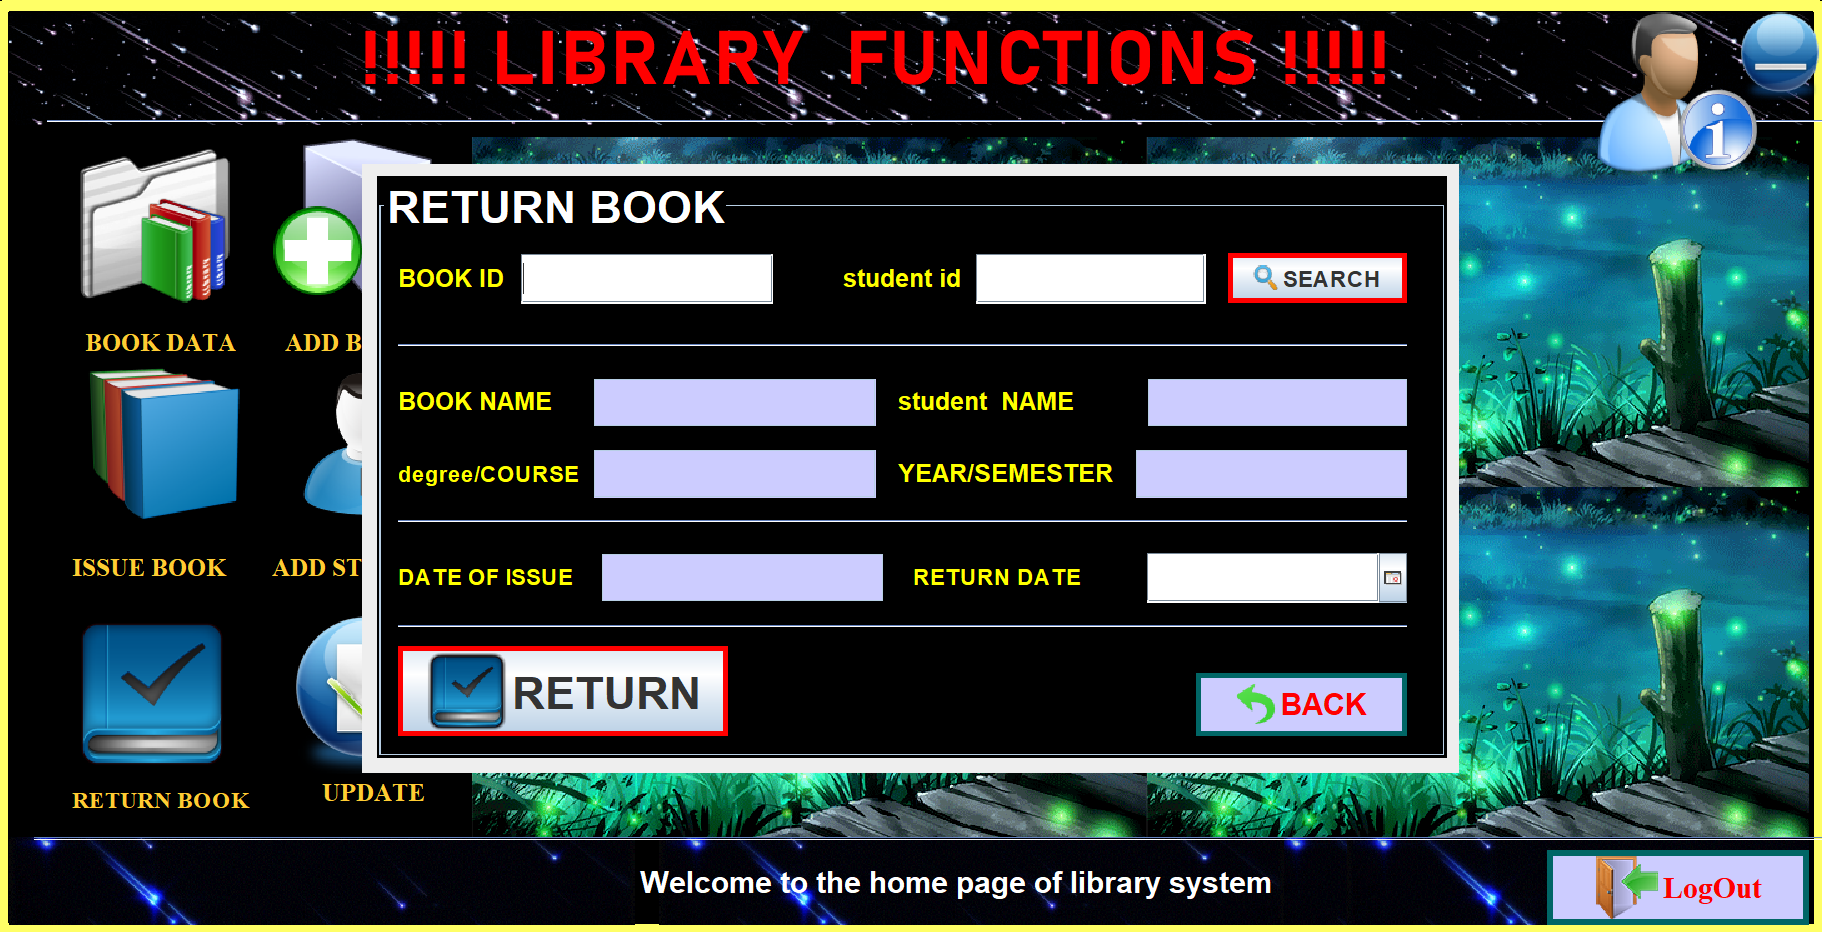 !!!!! LIBRARY FUNCTIONS !!!!!
i
RETURN BOOK
BOOK ID student id SEARCH
BOOK NAME student NAME
degree/COURSE YEAR/SEMESTER
DATE OF ISSUE RETURN DATE
RETURN BACK
BOOK DATA ADD B
ISSUE BOOK ADD ST
RETURN BOOK UPDATE
Welcome to the home page of library system
LogOut